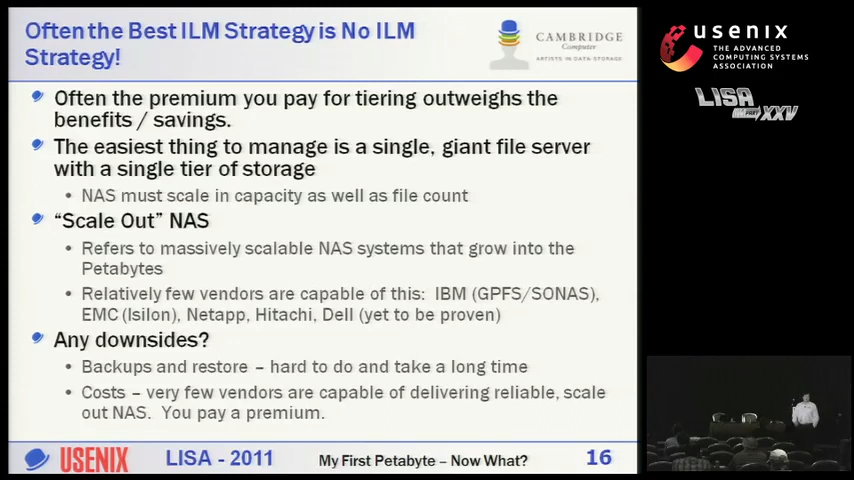 Often the Best ILM Strategy is No ILM
Strategy!
CAMBRIDGE
Computer
ARTISTS IN DATA STORAGE
Often the premium you pay for tiering outweighs the
benefits / savings.
The easiest thing to manage is a single, giant file server
with a single tier of storage
NAS must scale in capacity as well as file count
"Scale Out" NAS
Refers to massively scalable NAS systems that grow into the
Petabytes
Relatively few vendors are capable of this: IBM (GPFS/SONAS),
EMC (Isilon), Netapp, Hitachi, Dell (yet to be proven)
Any downsides?
Backups and restore – hard to do and take a long time
Costs – very few vendors are capable of delivering reliable, scale
out NAS. You pay a premium.
USENIX
LISA - 2011
My First Petabyte – Now What?
16
usenix
THE ADVANCED
COMPUTING SYSTEMS
ASSOCIATION
LISA
XXV